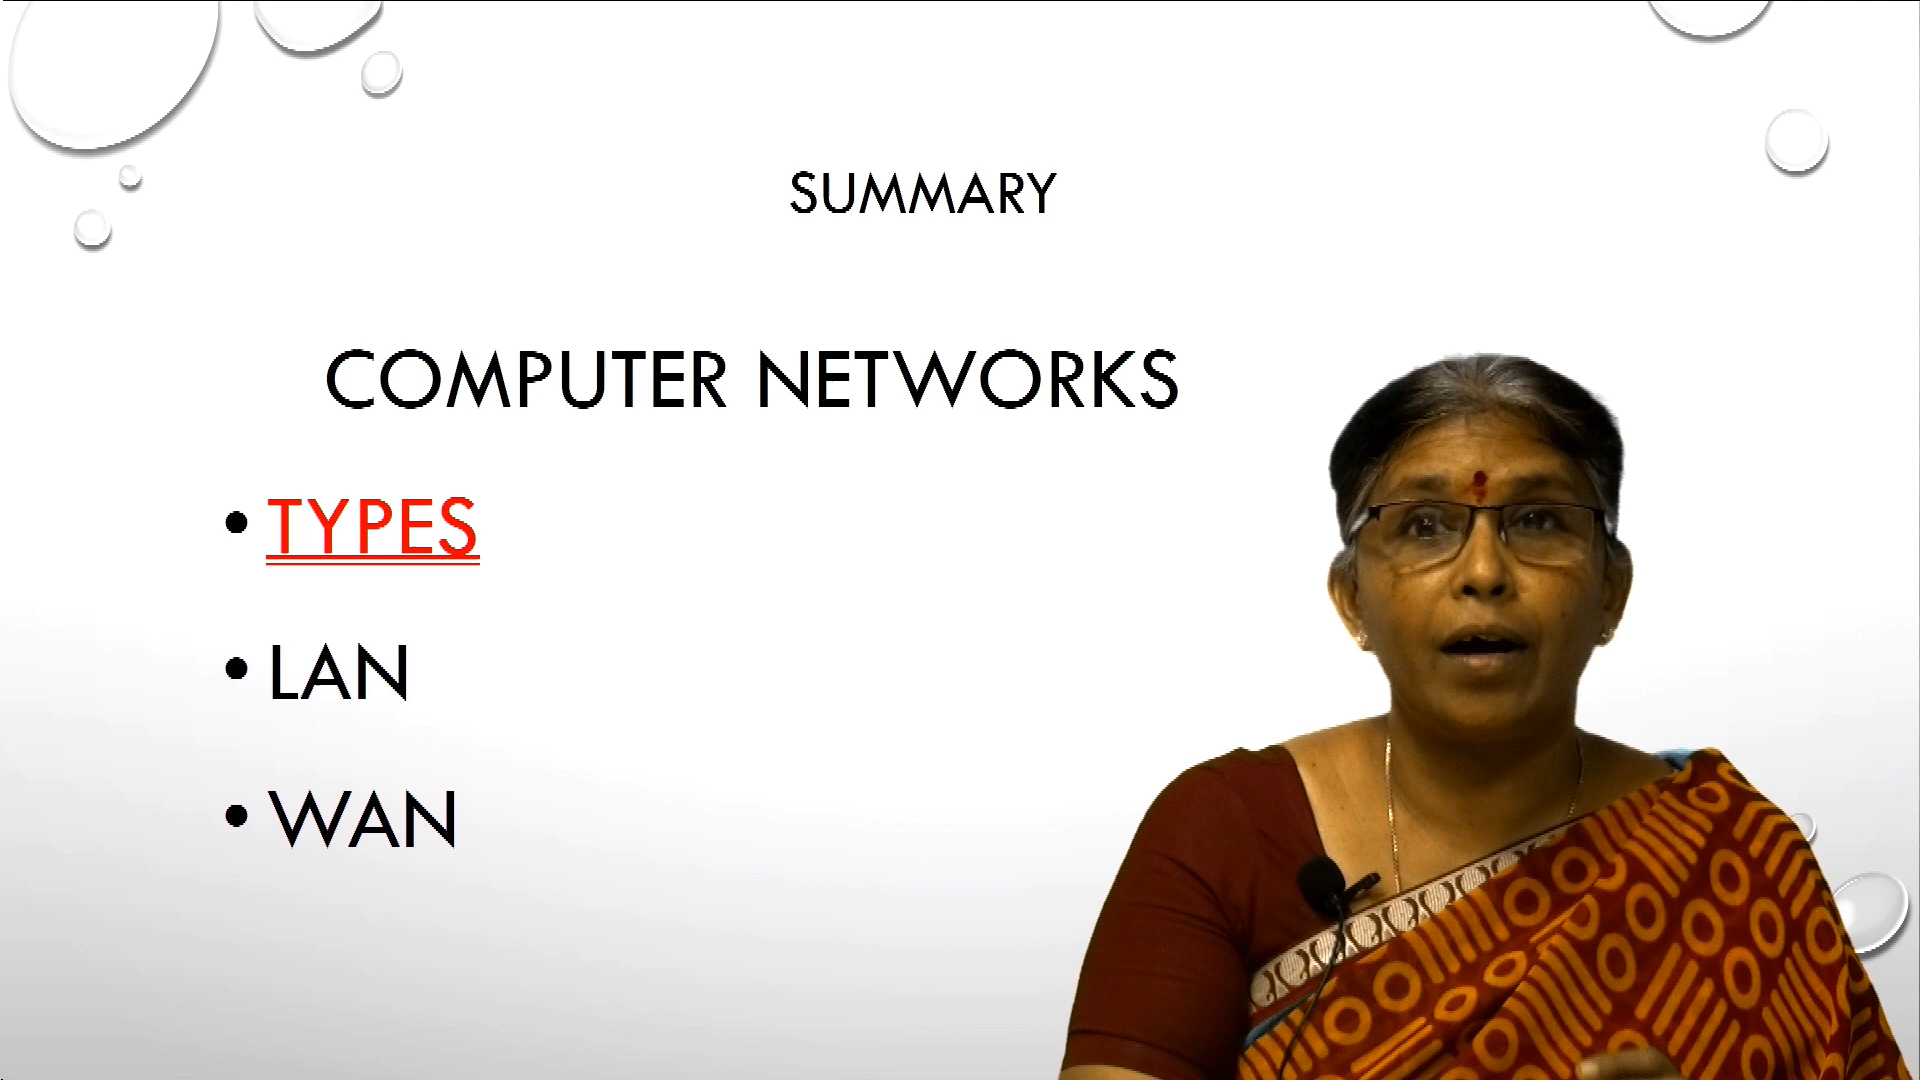 SUMMARY
COMPUTER NETWORKS
• TYPES
• LAN
• WAN